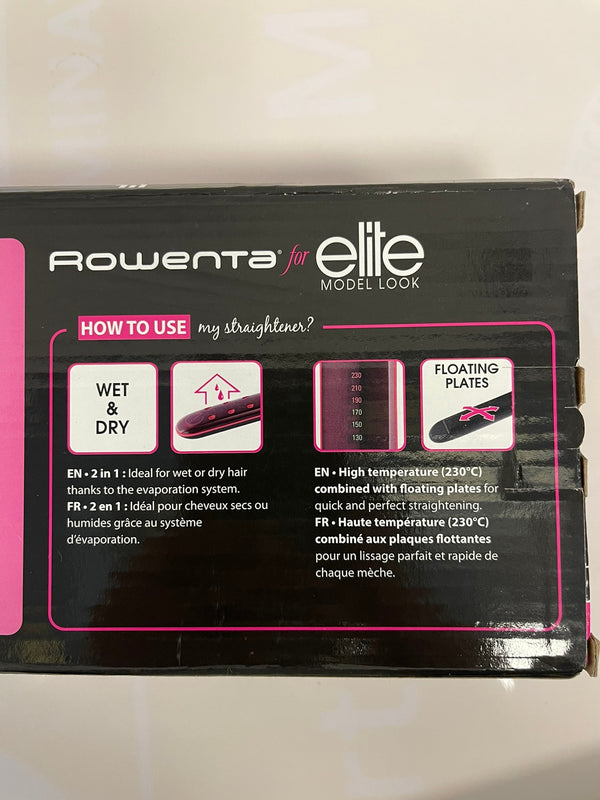 Rowenta® for elite
MODEL LOOK
HOW TO USE my straightener?
WET
&
DRY
230
210
190
170
150
130
FLOATING
PLATES
EN • 2 in 1 : Ideal for wet or dry hair
thanks to the evaporation system.
FR • 2 en 1 : Idéal pour cheveux secs ou
humides grâce au système
d'évaporation.
EN • High temperature (230°C)
combined with floating plates for
quick and perfect straightening.
FR • Haute température (230°C)
combiné aux plaques flottantes
pour un lissage parfait et rapide de
chaque mèche.